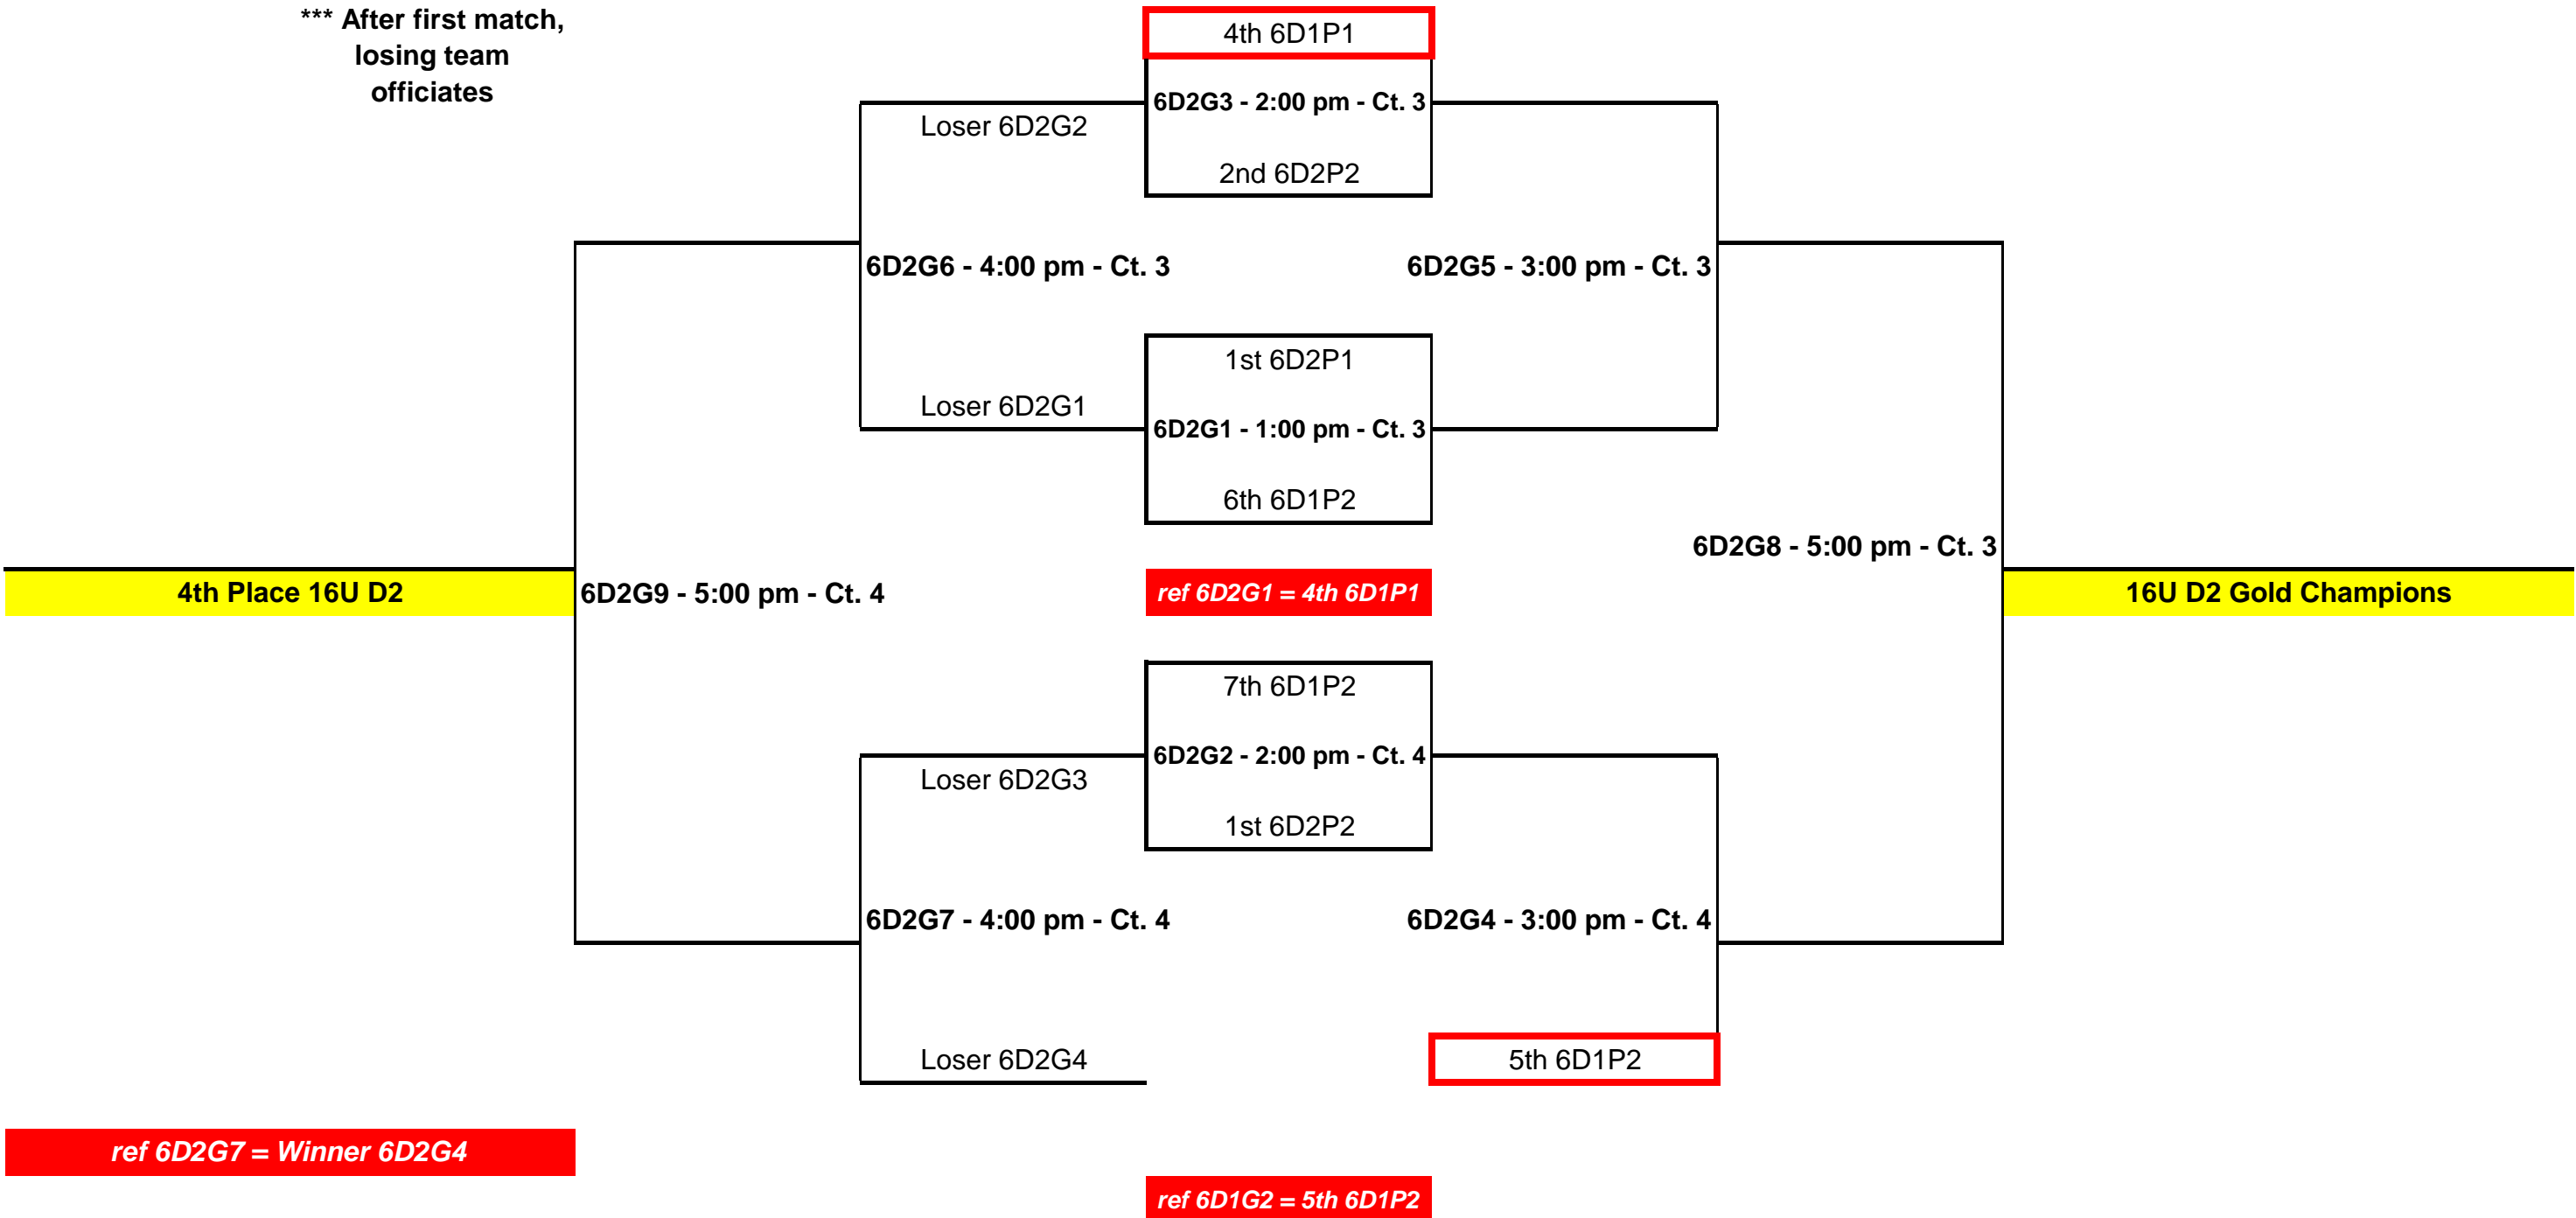 *** After first match,
losing team
officiates
4th 6D1P1
6D2G3 - 2:00 pm - Ct. 3
Loser 6D2G2
2nd 6D2P2
6D2G6 - 4:00 pm - Ct. 3
6D2G5 - 3:00 pm - Ct. 3
1st 6D2P1
Loser 6D2G1
6D2G1 - 1:00 pm - Ct. 3
6th 6D1P2
6D2G8 - 5:00 pm - Ct. 3
4th Place 16U D2
6D2G9 - 5:00 pm - Ct. 4
ref 6D2G1 = 4th 6D1P1
16U D2 Gold Champions
7th 6D1P2
6D2G2 - 2:00 pm - Ct. 4
Loser 6D2G3
1st 6D2P2
6D2G7 - 4:00 pm - Ct. 4
6D2G4 - 3:00 pm - Ct. 4
Loser 6D2G4
5th 6D1P2
ref 6D2G7 = Winner 6D2G4
ref 6D1G2 = 5th 6D1P2